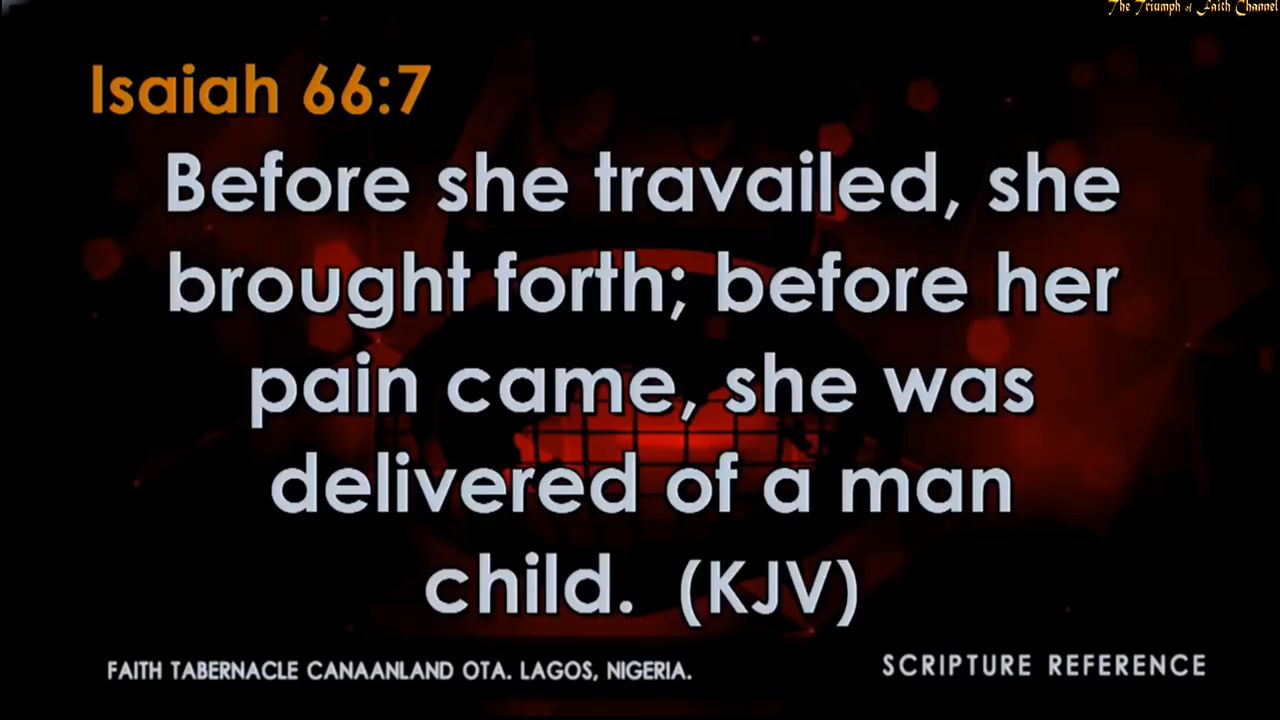 The Triumph of Faith Channel
Isaiah 66:7
Before she travailed, she
brought forth; before her
pain came, she was
delivered of a man
child. (KJV)
FAITH TABERNACLE CANAANLAND OTA. LAGOS, NIGERIA.
SCRIPTURE REFERENCE